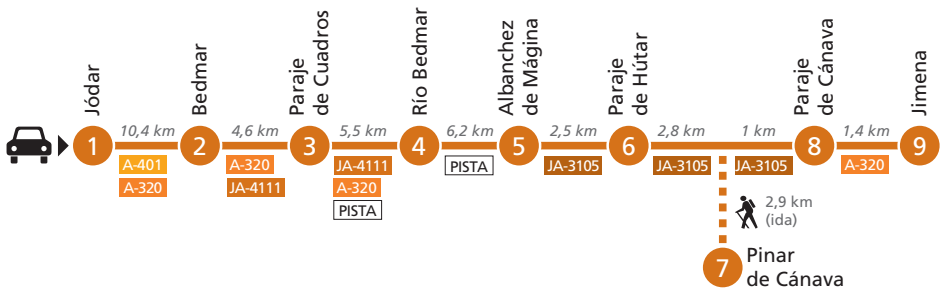 Jódar
Bedmar
Paraje
de Cuadros
Río Bedmar
Albanchez
de Mágina
Paraje
de Hútar
Paraje
de Cánava
Jimena
10,4 km
4,6 km
5,5 km
6,2 km
2,5 km
2,8 km
1 km
1,4 km
1
2
3
4
5
6
8
9
A-401
A-320
A-320
JA-4111
JA-4111
A-320
PISTA
PISTA
JA-3105
JA-3105
JA-3105
A-320
2,9 km
(ida)
7
Pinar
de Cánava